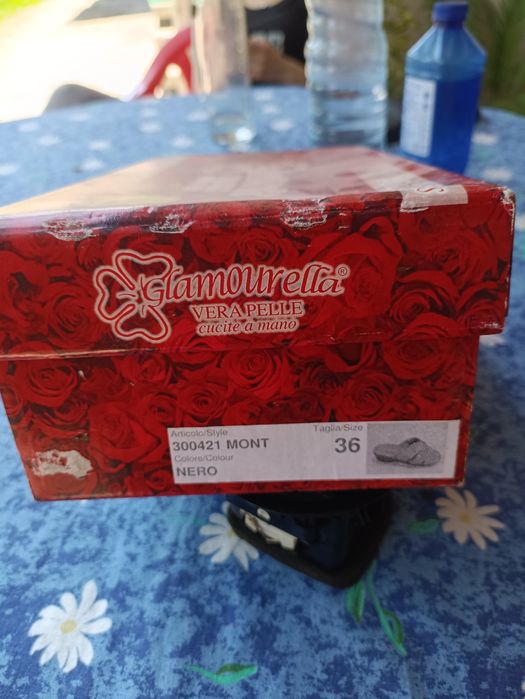 Glamourella®
VERA PELLE
cucite a mano
Articolo/Style
300421 MONT
Taglia/Size
36
Colore/Colour
NERO